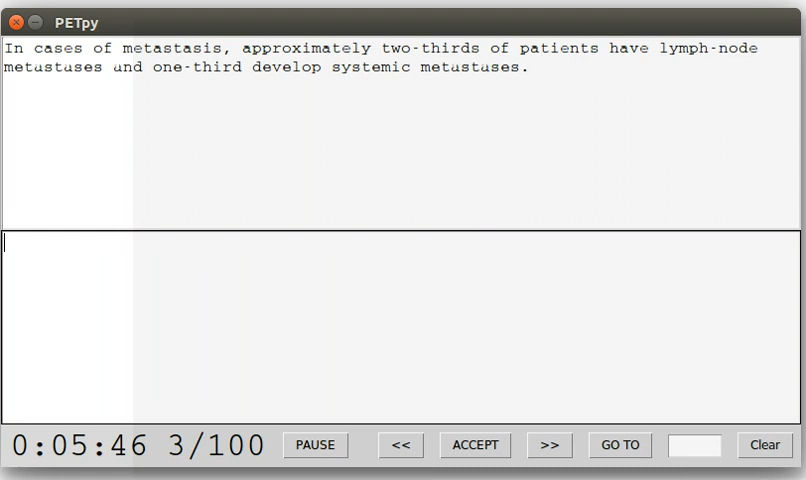 PETpy
In cases of metastasis, approximately two-thirds of patients have lymph-node
metastases and one-third develop systemic metastases.
0:05:46 3/100 PAUSE << ACCEPT >> GO TO Clear